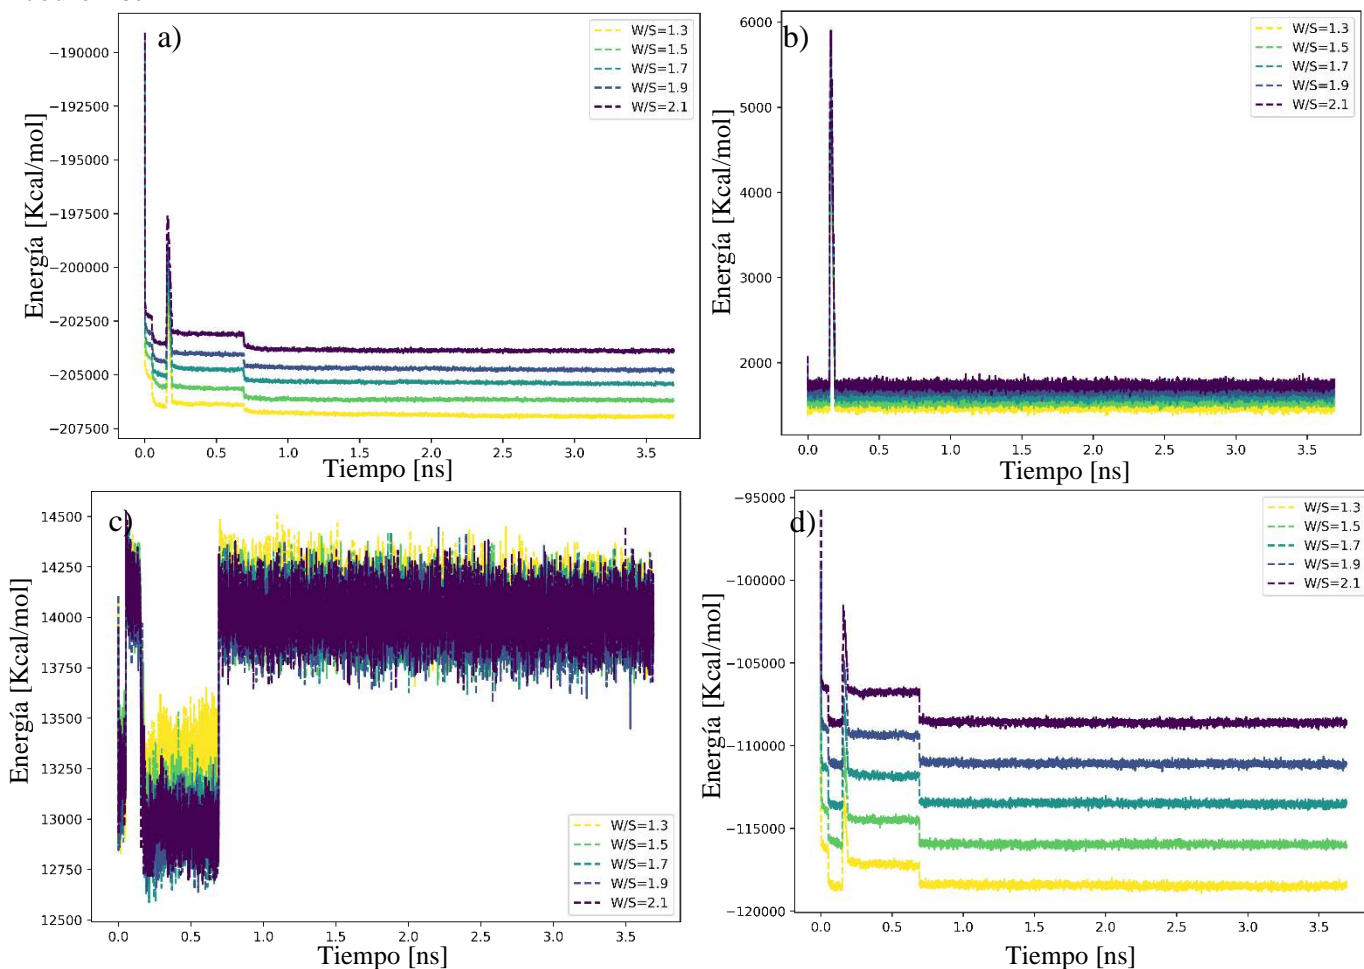 a)
Energía [Kcal/mol]
−190000
−192500
−195000
−197500
−200000
−202500
−205000
−207500
W/S=1.3
W/S=1.5
W/S=1.7
W/S=1.9
W/S=2.1
0.0 0.5 1.0 1.5 2.0 2.5 3.0 3.5
Tiempo [ns]
b)
Energía [Kcal/mol]
6000
5000
4000
3000
2000
W/S=1.3
W/S=1.5
W/S=1.7
W/S=1.9
W/S=2.1
0.0 0.5 1.0 1.5 2.0 2.5 3.0 3.5
Tiempo [ns]
c)
Energía [Kcal/mol]
14500
14250
14000
13750
13500
13250
13000
12750
12500
W/S=1.3
W/S=1.5
W/S=1.7
W/S=1.9
W/S=2.1
0.0 0.5 1.0 1.5 2.0 2.5 3.0 3.5
Tiempo [ns]
d)
Energía [Kcal/mol]
−95000
−100000
−105000
−110000
−115000
−120000
W/S=1.3
W/S=1.5
W/S=1.7
W/S=1.9
W/S=2.1
0.0 0.5 1.0 1.5 2.0 2.5 3.0 3.5
Tiempo [ns]